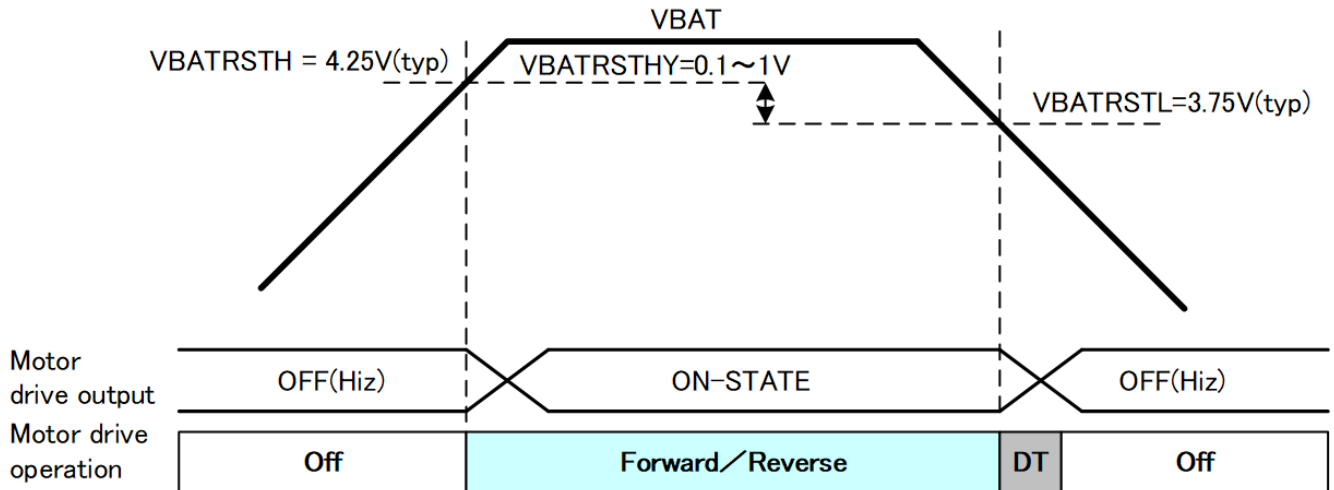 VBAT
VBATRSTH = 4.25V(typ)
VBATRSTHY=0.1～1V
VBATRSTL=3.75V(typ)
Motor
drive output
OFF(Hiz)
ON-STATE
OFF(Hiz)
Motor drive
operation
Off
Forward／Reverse
DT
Off